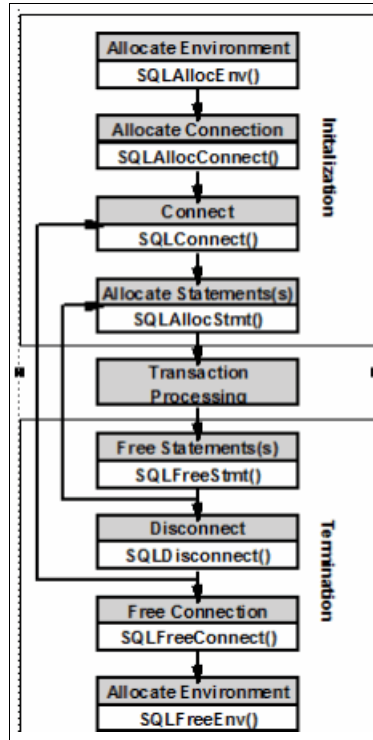 Allocate Environment
SQLAllocEnv()
Allocate Connection
SQLAllocConnect()
Connect
SQLConnect()
Allocate Statements(s)
SQLAllocStmt()
Initalization
Transaction
Processing
Free Statements(s)
SQLFreeStmt()
Disconnect
SQLDisconnect()
Free Connection
SQLFreeConnect()
Allocate Environment
SQLFreeEnv()
Termination